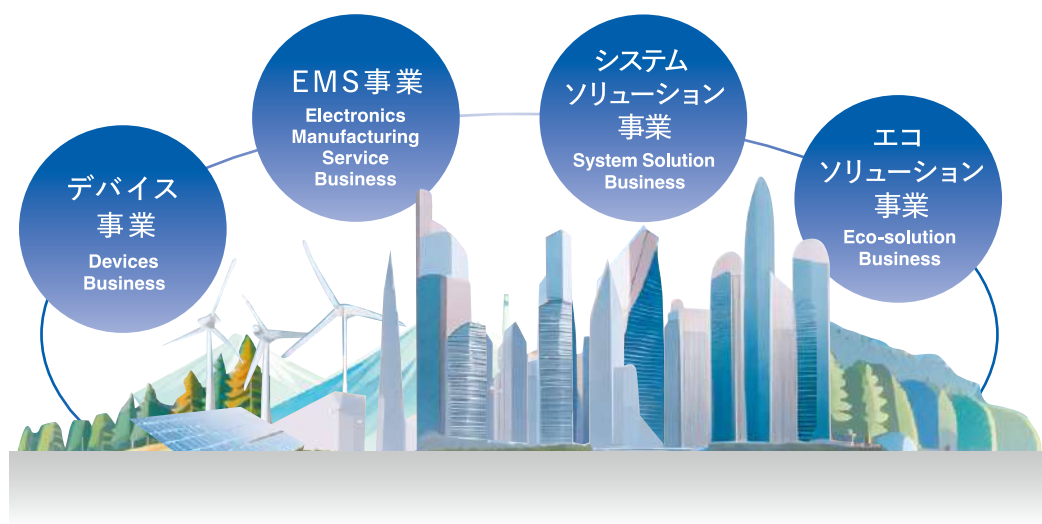 デバイス
事業
Devices
Business
EMS事業
Electronics
Manufacturing
Service
Business
システム
ソリューション
事業
System Solution
Business
エコ
ソリューション
事業
Eco-solution
Business